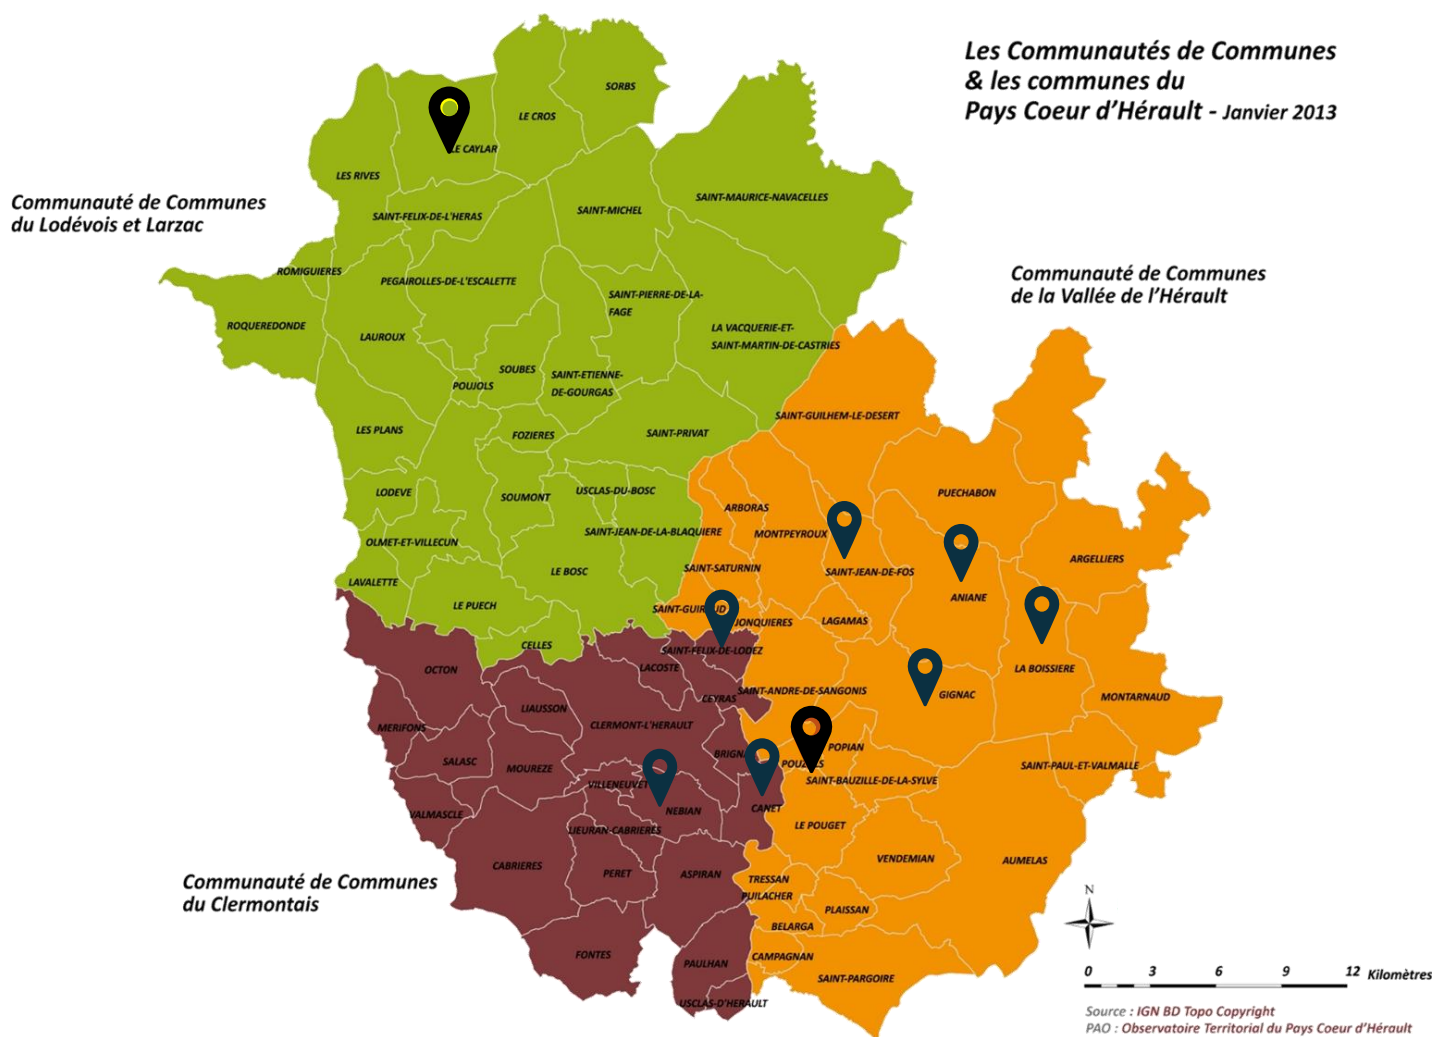 Les Communautés de Communes
& les communes du
Pays Coeur d'Hérault - Janvier 2013
Communauté de Communes
du Lodévois et Larzac
Communauté de Communes
de la Vallée de l'Hérault
Communauté de Communes
du Clermontais
SORBS
LE CROS
LE CAYLAR
LES RIVES
SAINT-MAURICE-NAVACELLES
SAINT-MICHEL
SAINT-FELIX-DE-L'HERAS
ROMIGUIERES
PEGAIROLLES-DE-L'ESCALETTE
SAINT-PIERRE-DE-LA-
FAGE
ROQUEREDONDE
LAUROUX
LA VACQUERIE-ET-
SAINT-MARTIN-DE-CASTRIES
SOUBES
POUJOLS
SAINT-ETIENNE-
DE-GOURGAS
LES PLANS
FOZIERES
SAINT-PRIVAT
SAINT-GUILHEM-LE-DESERT
LODEVE
SOUMONT
USCLAS-DU-BOSC
PUECHABON
ARBORAS
SAINT-JEAN-DE-LA-BLAQUIERE
MONTPEYROUX
OLMET-ET-VILLECUN
ARGELLIERS
LE BOSC
SAINT-SATURNIN
SAINT-JEAN-DE-FOS
LAVALETTE
ANIANE
LE PUECH
SAINT-GUIRAUD
JONQUIERES
LAGAMAS
CELLES
SAINT-FELIX-DE-LODEZ
OCTON
LACOSTE
LA BOISSIERE
CEYRAS
SAINT-ANDRE-DE-SANGONIS
GIGNAC
MONTARNAUD
LIAUSSON
CLERMONT-L'HERAULT
MERIFONS
BRIGNA
POPIAN
SALASC
MOUREZE
POUZOLS
SAINT-PAUL-ET-VALMALLE
VILLENEUVET
SAINT-BAUZILLE-DE-LA-SYLVE
VALMASCLE
NEBIAN
CANET
LIEURAN-CABRIERES
LE POUGET
CABRIERES
PERET
ASPIRAN
VENDEMIAN
AUMELAS
TRESSAN
PUILACHER
PLAISSAN
BELARGA
FONTES
PAULHAN
CAMPAGNAN
SAINT-PARGOIRE
USCLAS-D'HERAULT
N
0 3 6 9 12 Kilomètres
Source : IGN BD Topo Copyright
PAO : Observatoire Territorial du Pays Coeur d'Hérault